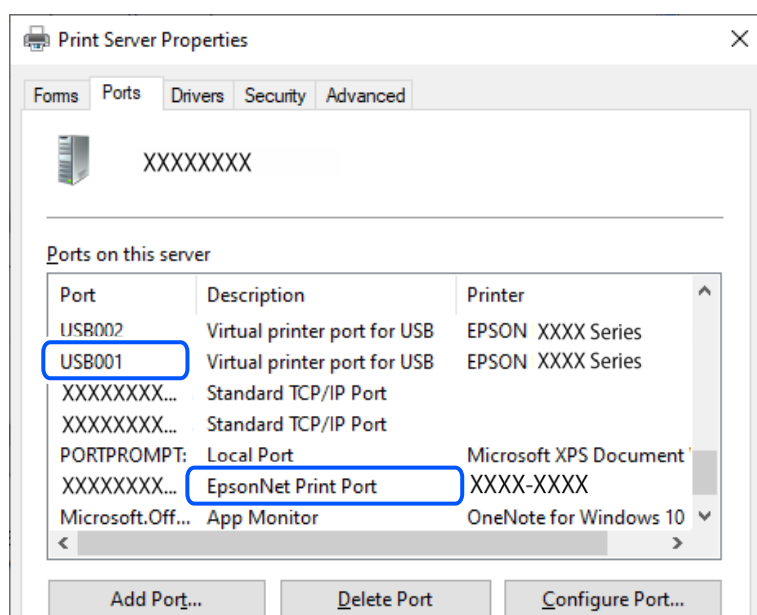 Print Server Properties
Forms Ports Drivers Security Advanced
XXXXXXXX
Ports on this server
Port Description Printer
USB002 Virtual printer port for USB EPSON XXXX Series
USB001 Virtual printer port for USB EPSON XXXX Series
XXXXXXXX... Standard TCP/IP Port
XXXXXXXX... Standard TCP/IP Port
PORTPROMPT: Local Port Microsoft XPS Document
XXXXXXXX... EpsonNet Print Port XXXX-XXXX
Microsoft.Off... App Monitor OneNote for Windows 10
Add Port... Delete Port Configure Port...